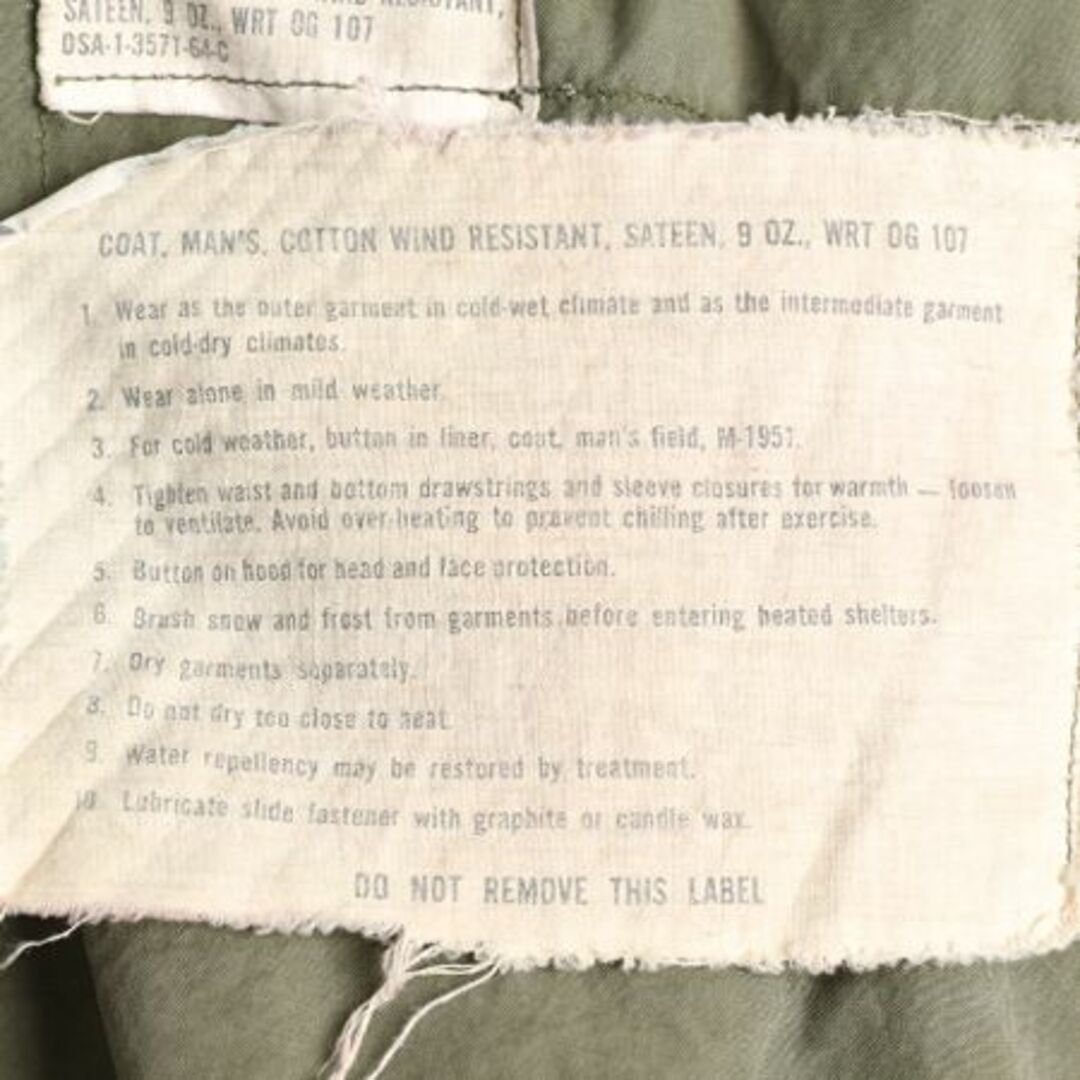 RESISTANT,
SATEEN, 9 OZ., WRT OG 107
DSA-1-3571-64-C
COAT, MAN'S, COTTON WIND RESISTANT, SATEEN, 9 OZ., WRT OG 107
1. Wear as the outer garment in cold-wet climate and as the intermediate garment
in cold-dry climates.
2. Wear alone in mild weather.
3. For cold weather, button in liner, coat, man's field, M-1951.
4. Tighten waist and bottom drawstrings and sleeve closures for warmth — loosen
to ventilate. Avoid over-heating to prevent chilling after exercise.
5. Button on hood for head and face protection.
6. Brush snow and frost from garments before entering heated shelters.
7. Dry garments separately.
8. Do not dry too close to heat.
9. Water repellency may be restored by treatment.
10. Lubricate slide fastener with graphite or candle wax.
DO NOT REMOVE THIS LABEL